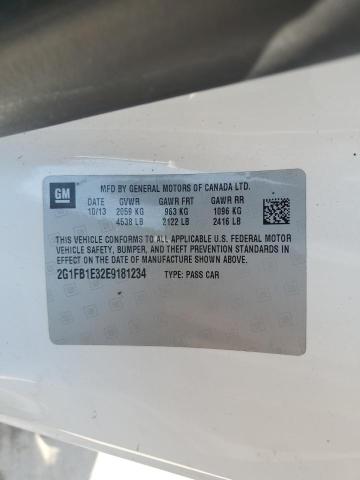 GM MFD BY GENERAL MOTORS OF CANADA LTD.
10/13 GVWR GAWR FRT GAWR RR
2059 KG 963 KG 1096 KG
4538 LB 2122 LB 2416 LB
THIS VEHICLE CONFORMS TO ALL APPLICABLE U.S. FEDERAL MOTOR
VEHICLE SAFETY, BUMPER, AND THEFT PREVENTION STANDARDS IN
EFFECT ON THE DATE OF MANUFACTURE SHOWN ABOVE.
2G1FB1E32E9181234 TYPE: PASS CAR